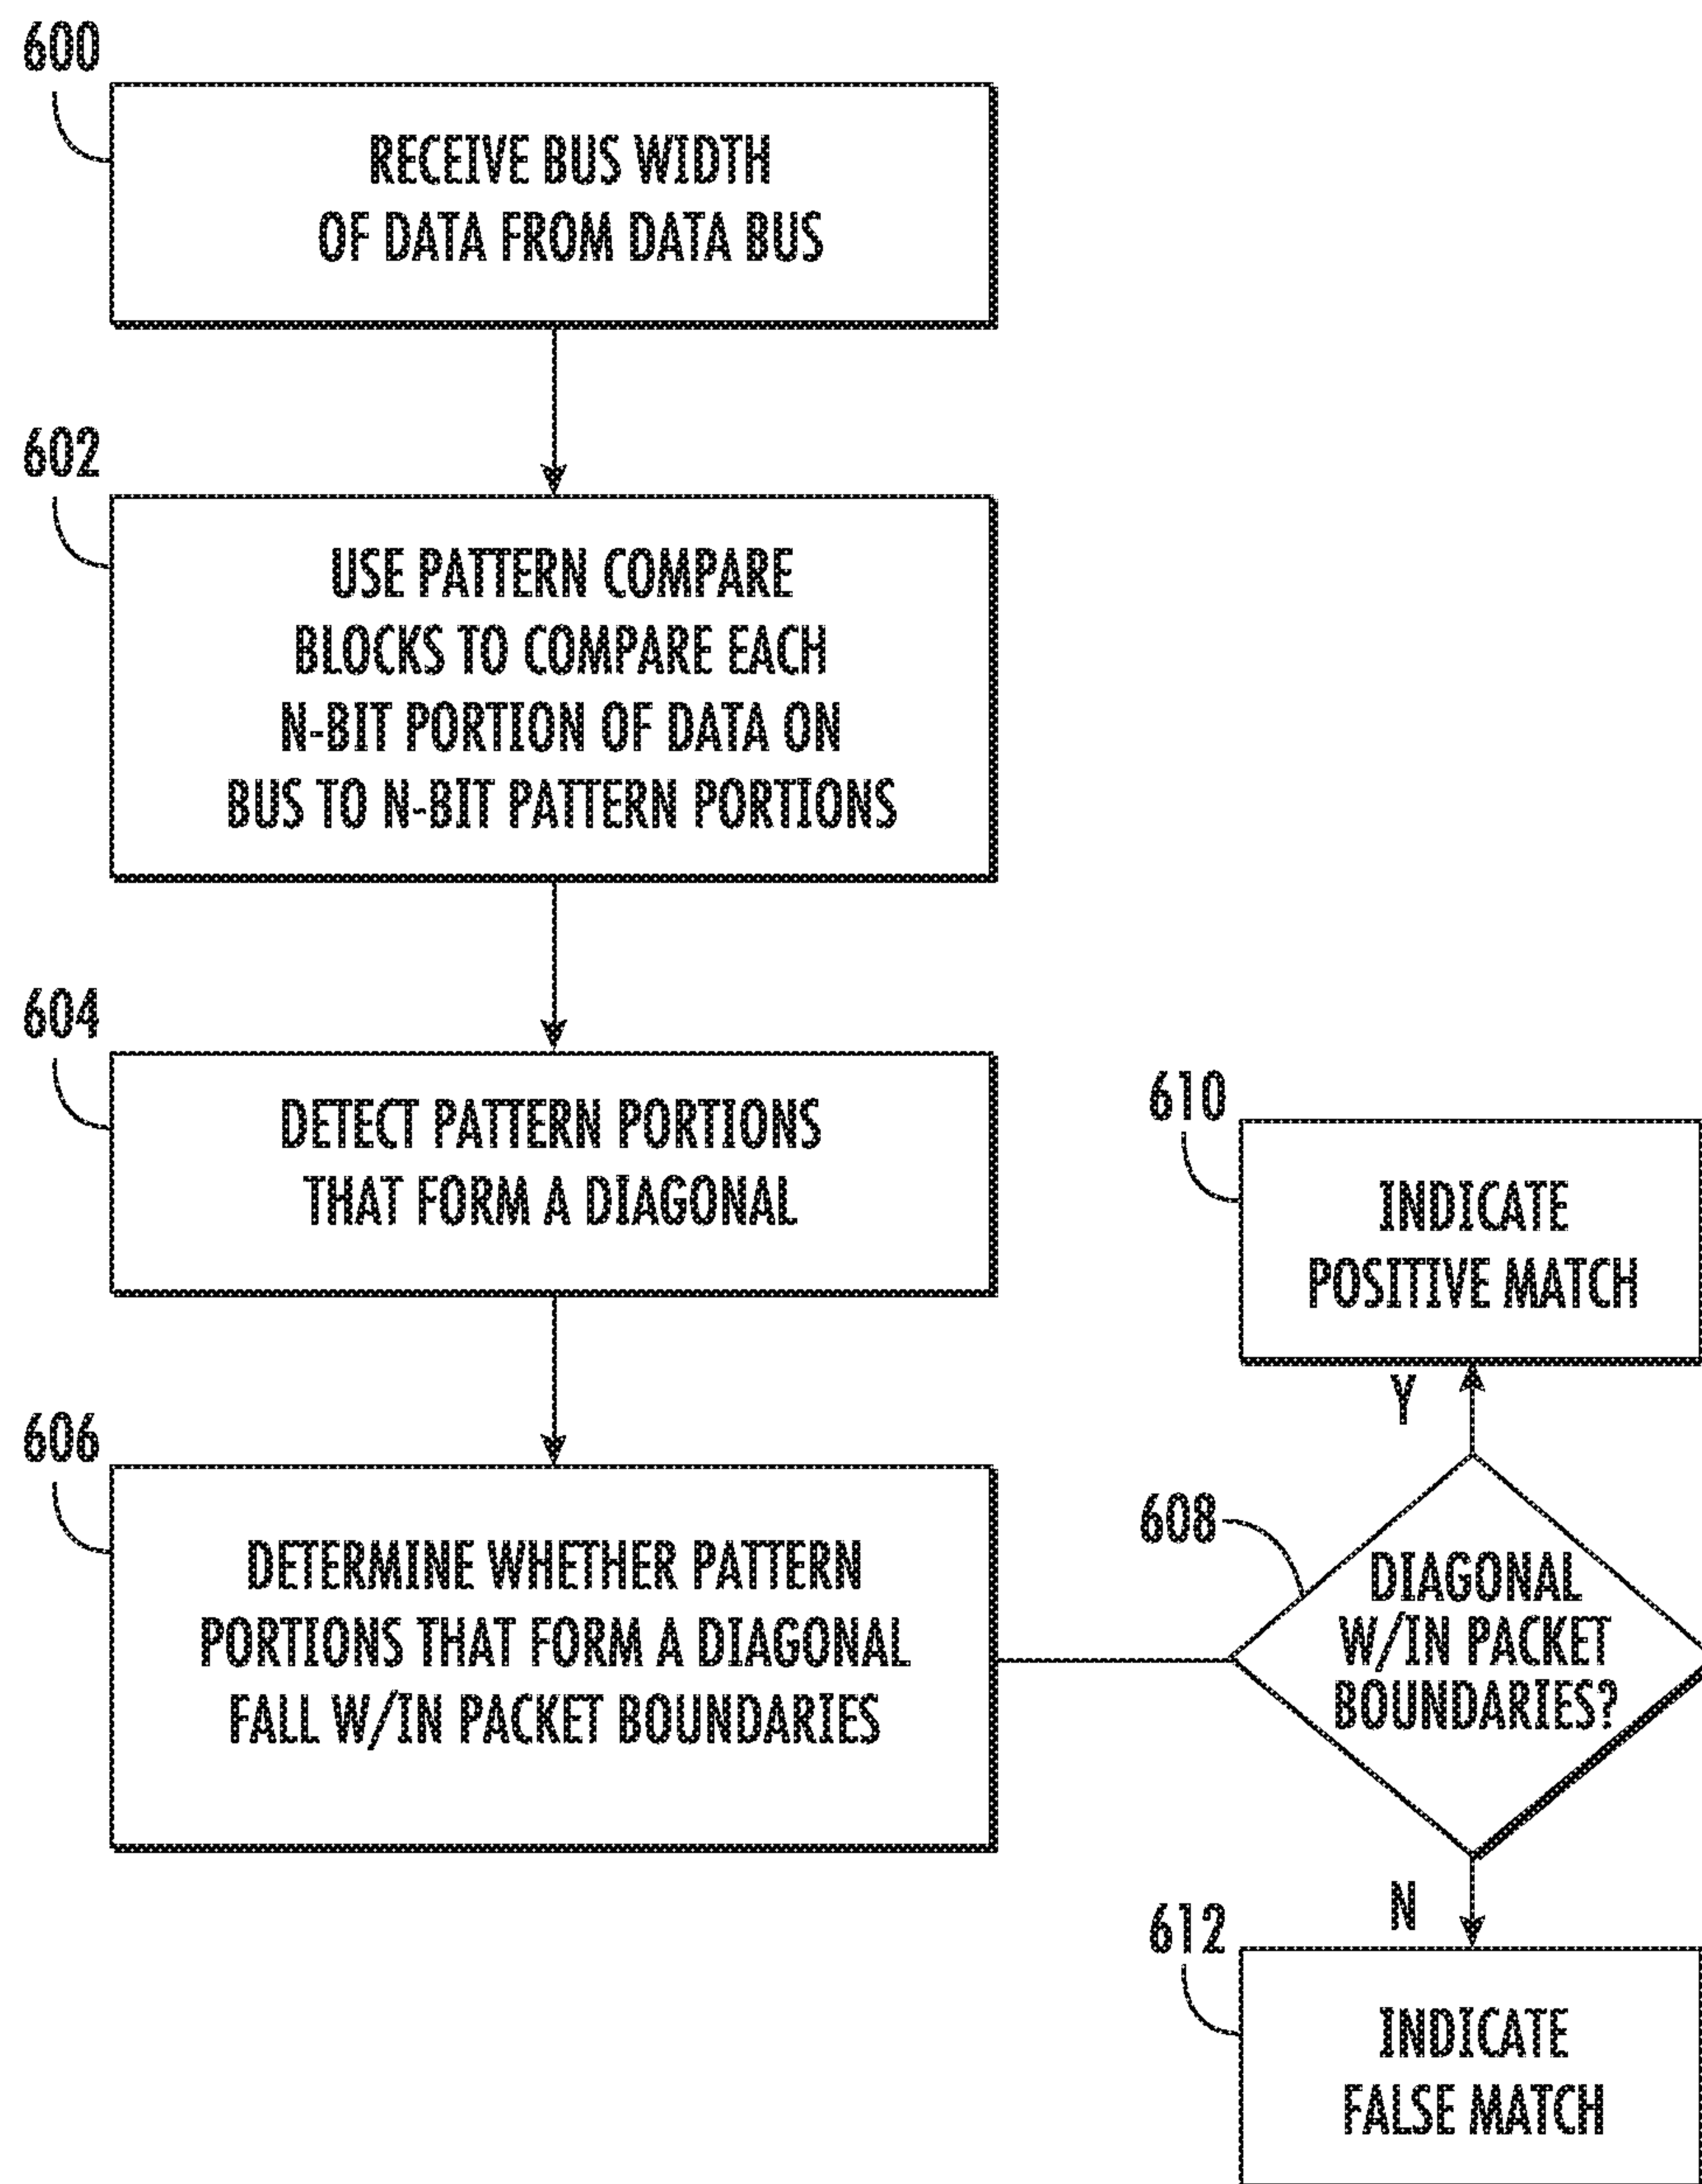 600
RECEIVE BUS WIDTH
OF DATA FROM DATA BUS
602
USE PATTERN COMPARE
BLOCKS TO COMPARE EACH
N-BIT PORTION OF DATA ON
BUS TO N-BIT PATTERN PORTIONS
604
DETECT PATTERN PORTIONS
THAT FORM A DIAGONAL
606
DETERMINE WHETHER PATTERN
PORTIONS THAT FORM A DIAGONAL
FALL W/IN PACKET BOUNDARIES
608
DIAGONAL
W/IN PACKET
BOUNDARIES?
Y
610
INDICATE
POSITIVE MATCH
N
612
INDICATE
FALSE MATCH